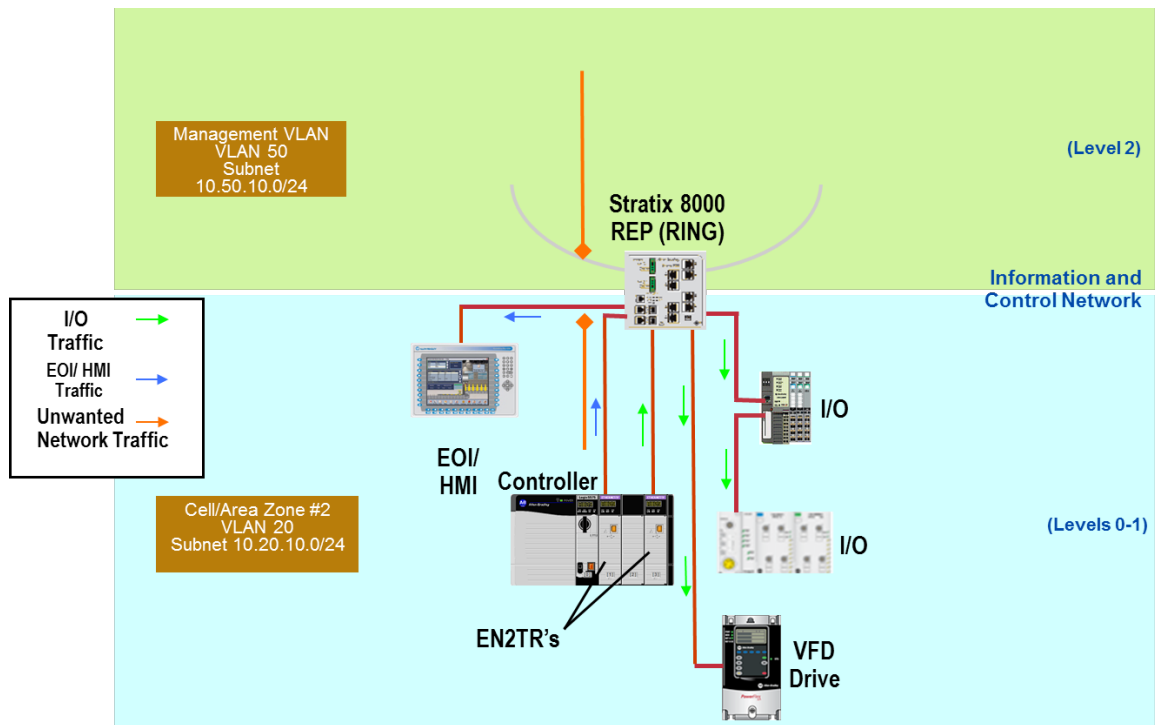 Management VLAN
VLAN 50
Subnet
10.50.10.0/24
(Level 2)
Stratix 8000
REP (RING)
Information and
Control Network
I/O
Traffic
EOI/ HMI
Traffic
Unwanted
Network Traffic
I/O
EOI/
HMI
Controller
Cell/Area Zone #2
VLAN 20
Subnet 10.20.10.0/24
(Levels 0-1)
I/O
EN2TR's
VFD
Drive